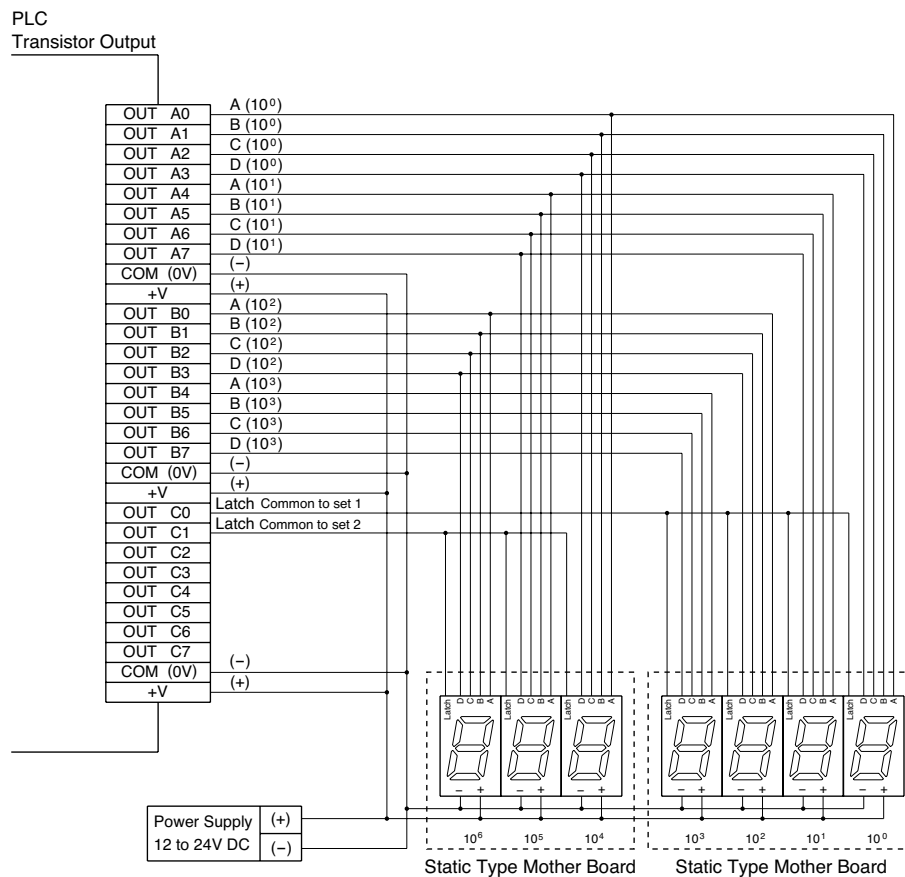 PLC
Transistor Output
OUT A0 A (10⁰)
OUT A1 B (10⁰)
OUT A2 C (10⁰)
OUT A3 D (10⁰)
OUT A4 A (10¹)
OUT A5 B (10¹)
OUT A6 C (10¹)
OUT A7 D (10¹)
COM (0V) (−)
+V (+)
OUT B0 A (10²)
OUT B1 B (10²)
OUT B2 C (10²)
OUT B3 D (10²)
OUT B4 A (10³)
OUT B5 B (10³)
OUT B6 C (10³)
OUT B7 D (10³)
COM (0V) (−)
+V (+)
OUT C0 Latch Common to set 1
OUT C1 Latch Common to set 2
OUT C2
OUT C3
OUT C4
OUT C5
OUT C6
OUT C7
COM (0V) (−)
+V (+)
Latch D C B A Latch D C B A Latch D C B A Latch D C B A Latch D C B A Latch D C B A Latch D C B A
− + − + − + − + − + − + − +
Power Supply (+)
12 to 24V DC (−)
10⁶ 10⁵ 10⁴ 10³ 10² 10¹ 10⁰
Static Type Mother Board Static Type Mother Board